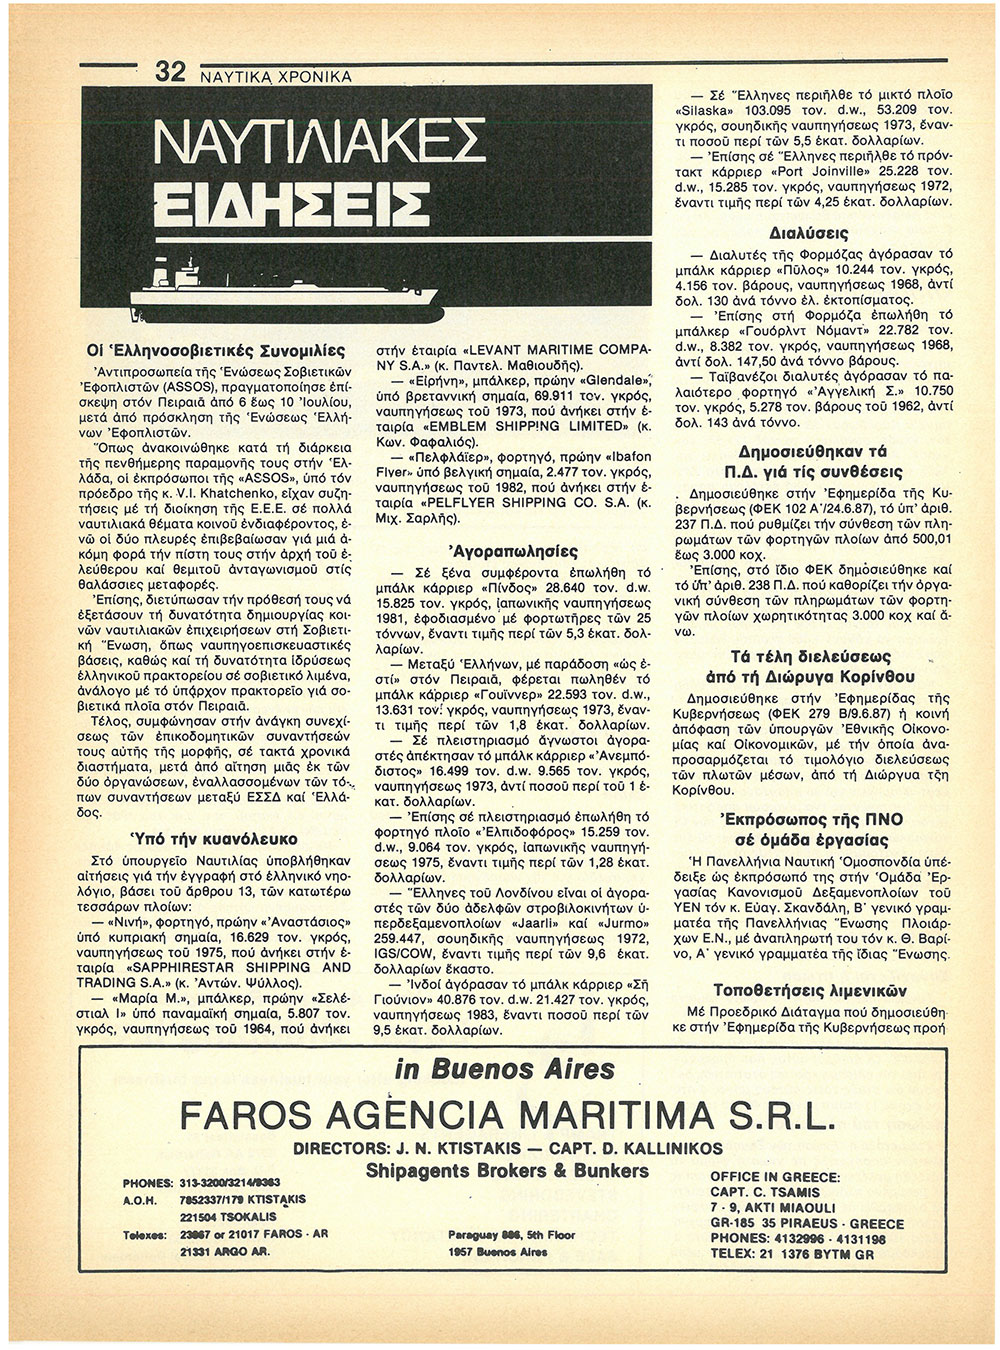 32 ΝΑΥΤΙΚΑ ΧΡΟΝΙΚΑ
ΝΑΥΤΙΛΙΑΚΕΣ
ΕΙΔΗΣΕΙΣ
Οἱ Ἑλληνοσοβιετικές Συνομιλίες
Ἀντιπροσωπεία τῆς Ἑνώσεως Σοβιετικῶν
Ἐφοπλιστῶν (ASSOS), πραγματοποίησε ἐπί-
σκεψη στόν Πειραιᾶ ἀπό 6 ἕως 10 Ἰουλίου,
μετά ἀπό πρόσκληση τῆς Ἑνώσεως Ἑλλή-
νων Ἐφοπλιστῶν.
Ὅπως ἀνακοινώθηκε κατά τή διάρκεια
τῆς πενθήμερης παραμονῆς τους στήν Ἑλ-
λάδα, οἱ ἐκπρόσωποι τῆς «ASSOS», ὑπό τόν
πρόεδρο τῆς κ. V.I. Khatchenko, εἶχαν συζη-
τήσεις μέ τή διοίκηση τῆς Ε.Ε.Ε. σέ πολλά
ναυτιλιακά θέματα κοινοῦ ἐνδιαφέροντος, ἐ-
νῶ οἱ δύο πλευρές ἐπιβεβαίωσαν γιά μιά ἀ-
κόμη φορά τήν πίστη τους στήν ἀρχή τοῦ ἐ-
λεύθερου καί θεμιτοῦ ἀνταγωνισμοῦ στίς
θαλάσσιες μεταφορές.
Ἐπίσης, διετύπωσαν τήν πρόθεσή τους νά
ἐξετάσουν τή δυνατότητα δημιουργίας κοι-
νῶν ναυτιλιακῶν ἐπιχειρήσεων στή Σοβιετι-
κή Ἕνωση, ὅπως ναυπηγοεπισκευαστικές
βάσεις, καθώς καί τή δυνατότητα ἱδρύσεως
ἑλληνικοῦ πρακτορείου σέ σοβιετικό λιμένα,
ἀνάλογο μέ τό ὑπάρχον πρακτορεῖο γιά σο-
βιετικά πλοῖα στόν Πειραιᾶ.
Τέλος, συμφώνησαν στήν ἀνάγκη συνεχί-
σεως τῶν ἐπικοδομητικῶν συναντήσεών
τους αὐτῆς τῆς μορφῆς, σέ τακτά χρονικά
διαστήματα, μετά ἀπό αἴτηση μιᾶς ἐκ τῶν
δύο ὀργανώσεων, ἐναλλασσομένων τῶν τό-
πων συναντήσεων μεταξύ ΕΣΣΔ καί Ἑλλά-
δος.
Ὑπό τήν κυανόλευκο
Στό ὑπουργεῖο Ναυτιλίας ὑποβλήθηκαν
αἰτήσεις γιά τήν ἐγγραφή στό ἑλληνικό νηο-
λόγιο, βάσει τοῦ ἄρθρου 13, τῶν κατωτέρω
τεσσάρων πλοίων:
— «Νινή», φορτηγό, πρώην «Ἀναστάσιος»
ὑπό κυπριακή σημαία, 16.629 τον. γκρός,
ναυπηγήσεως τοῦ 1975, πού ἀνήκει στήν ἑ-
ταιρία «SAPPHIRESTAR SHIPPING AND
TRADING S.A.» (κ. Ἀντών. Ψύλλος).
— «Μαρία Μ.», μπάλκερ, πρώην «Σελέ-
στιαλ Ι» ὑπό παναμαϊκή σημαία, 5.807 τον.
γκρός, ναυπηγήσεως τοῦ 1964, πού ἀνήκει
στήν ἑταιρία «LEVANT MARITIME COMPA-
NY S.A.» (κ. Παντελ. Μαθιουδῆς).
— «Εἰρήνη», μπάλκερ, πρώην «Glendale»,
ὑπό βρεταννική σημαία, 69.911 τον. γκρός,
ναυπηγήσεως τοῦ 1973, πού ἀνήκει στήν ἑ-
ταιρία «EMBLEM SHIPPING LIMITED» (κ.
Κων. Φαφαλιός).
— «Πελφλάϊερ», φορτηγό, πρώην «Ibafon
Flyer» ὑπό βελγική σημαία, 2.477 τον. γκρός,
ναυπηγήσεως τοῦ 1982, πού ἀνήκει στήν ἑ-
ταιρία «PELFLYER SHIPPING CO. S.A. (κ.
Μιχ. Σαρλῆς).
Ἀγοραπωλησίες
— Σέ ξένα συμφέροντα ἐπωλήθη τό
μπάλκ κάρριερ «Πίνδος» 28.640 τον. d.w.
15.825 τον. γκρός, ἰαπωνικῆς ναυπηγήσεως
1981, ἐφοδιασμένο μέ φορτωτῆρες τῶν 25
τόννων, ἔναντι τιμῆς περί τῶν 5,3 ἑκατ. δολ-
λαρίων.
— Μεταξύ Ἑλλήνων, μέ παράδοση «ὡς ἐ-
στί» στόν Πειραιᾶ, φέρεται πωληθέν τό
μπάλκ κάρριερ «Γουΐννερ» 22.593 τον. d.w.,
13.631 τον. γκρός, ναυπηγήσεως 1973, ἔναν-
τι τιμῆς περί τῶν 1,8 ἑκατ. δολλαρίων.
— Σέ πλειστηριασμό ἄγνωστοι ἀγορα-
στές ἀπέκτησαν τό μπάλκ κάρριερ «Ἀνεμπό-
διστος» 16.499 τον. d.w. 9.565 τον. γκρός,
ναυπηγήσεως 1973, ἀντί ποσοῦ περί τοῦ 1 ἑ-
κατ. δολλαρίων.
— Ἐπίσης σέ πλειστηριασμό ἐπωλήθη τό
φορτηγό πλοῖο «Ἐλπιδοφόρος» 15.259 τον.
d.w., 9.064 τον. γκρός, ἰαπωνικῆς ναυπηγή-
σεως 1975, ἔναντι τιμῆς περί τῶν 1,28 ἑκατ.
δολλαρίων.
— Ἕλληνες τοῦ Λονδίνου εἶναι οἱ ἀγορα-
στές τῶν δύο ἀδελφῶν στροβιλοκινήτων ὑ-
περδεξαμενοπλοίων «Jaarli» καί «Jurmo»
259.447, σουηδικῆς ναυπηγήσεως 1972,
IGS/COW, ἔναντι τιμῆς περί τῶν 9,6 ἑκατ.
δολλαρίων ἕκαστο.
— Ἰνδοί ἀγόρασαν τό μπάλκ κάρριερ «Σῆ
Γιούνιον» 40.876 τον. d.w. 21.427 τον. γκρός,
ναυπηγήσεως 1983, ἔναντι ποσοῦ περί τῶν
9,5 ἑκατ. δολλαρίων.
— Σέ Ἕλληνες περιῆλθε τό μικτό πλοῖο
«Silaska» 103.095 τον. d.w., 53.209 τον.
γκρός, σουηδικῆς ναυπηγήσεως 1973, ἔναν-
τι ποσοῦ περί τῶν 5,5 ἑκατ. δολλαρίων.
— Ἐπίσης σέ Ἕλληνες περιῆλθε τό πρόν-
τακτ κάρριερ «Port Joinville» 25.228 τον.
d.w., 15.285 τον. γκρός, ναυπηγήσεως 1972,
ἔναντι τιμῆς περί τῶν 4,25 ἑκατ. δολλαρίων.
Διαλύσεις
— Διαλυτές τῆς Φορμόζας ἀγόρασαν τό
μπάλκ κάρριερ «Πῦλος» 10.244 τον. γκρός,
4.156 τον. βάρους, ναυπηγήσεως 1968, ἀντί
δολ. 130 ἀνά τόννο ἐλ. ἐκτοπίσματος.
— Ἐπίσης στή Φορμόζα ἐπωλήθη τό
μπάλκερ «Γουόρλντ Νόμαντ» 22.782 τον.
d.w., 8.382 τον. γκρός, ναυπηγήσεως 1968,
ἀντί δολ. 147,50 ἀνά τόννο βάρους.
— Ταϊβανέζοι διαλυτές ἀγόρασαν τό πα-
λαιότερο φορτηγό «Ἀγγελική Σ.» 10.750
τον. γκρός, 5.278 τον. βάρους τοῦ 1962, ἀντί
δολ. 143 ἀνά τόννο.
Δημοσιεύθηκαν τά
Π.Δ. γιά τίς συνθέσεις
Δημοσιεύθηκε στήν Ἐφημερίδα τῆς Κυ-
βερνήσεως (ΦΕΚ 102 Α΄/24.6.87), τό ὑπ' ἀριθ.
237 Π.Δ. πού ρυθμίζει τήν σύνθεση τῶν πλη-
ρωμάτων τῶν φορτηγῶν πλοίων ἀπό 500,01
ἕως 3.000 κοχ.
Ἐπίσης, στό ἴδιο ΦΕΚ δημοσιεύθηκε καί
τό ὑπ' ἀριθ. 238 Π.Δ. πού καθορίζει τήν ὀργα-
νική σύνθεση τῶν πληρωμάτων τῶν φορτη-
γῶν πλοίων χωρητικότητας 3.000 κοχ καί ἄ-
νω.
Τά τέλη διελεύσεως
ἀπό τή Διώρυγα Κορίνθου
Δημοσιεύθηκε στήν Ἐφημερίδας τῆς
Κυβερνήσεως (ΦΕΚ 279 Β/9.6.87) ἡ κοινή
ἀπόφαση τῶν ὑπουργῶν Ἐθνικῆς Οἰκονο-
μίας καί Οἰκονομικῶν, μέ τήν ὁποία ἀνα-
προσαρμόζεται τό τιμολόγιο διελεύσεως
τῶν πλωτῶν μέσων, ἀπό τή Διώρυγα τζη
Κορίνθου.
Ἐκπρόσωπος τῆς ΠΝΟ
σέ ὁμάδα ἐργασίας
Ἡ Πανελλήνια Ναυτική Ὁμοσπονδία ὑπέ-
δειξε ὡς ἐκπρόσωπό της στήν Ὁμάδα Ἐρ-
γασίας Κανονισμοῦ Δεξαμενοπλοίων τοῦ
ΥΕΝ τόν κ. Εὐαγ. Σκανδάλη, Β΄ γενικό γραμ-
ματέα τῆς Πανελλήνιας Ἕνωσης Πλοιάρ-
χων Ε.Ν., μέ ἀναπληρωτή του τόν κ. Θ. Βαρί-
νο, Α΄ γενικό γραμματέα τῆς ἴδιας Ἕνωσης.
Τοποθετήσεις λιμενικῶν
Μέ Προεδρικό Διάταγμα πού δημοσιεύθη-
κε στήν Ἐφημερίδα τῆς Κυβερνήσεως προή
in Buenos Aires
FAROS AGENCIA MARITIMA S.R.L.
DIRECTORS: J. N. KTISTAKIS — CAPT. D. KALLINIKOS
Shipagents Brokers & Bunkers
PHONES: 313-3200/3214/9363
A.O.H. 7852337/179 KTISTAKIS
221504 TSOKALIS
Telexes: 23867 or 21017 FAROS - AR
21331 ARGO AR.
Paraguay 886, 5th Floor
1957 Buenos Aires
OFFICE IN GREECE:
CAPT. C. TSAMIS
7 - 9, AKTI MIAOULI
GR-185 35 PIRAEUS - GREECE
PHONES: 4132996 - 4131198
TELEX: 21 1376 BYTM GR